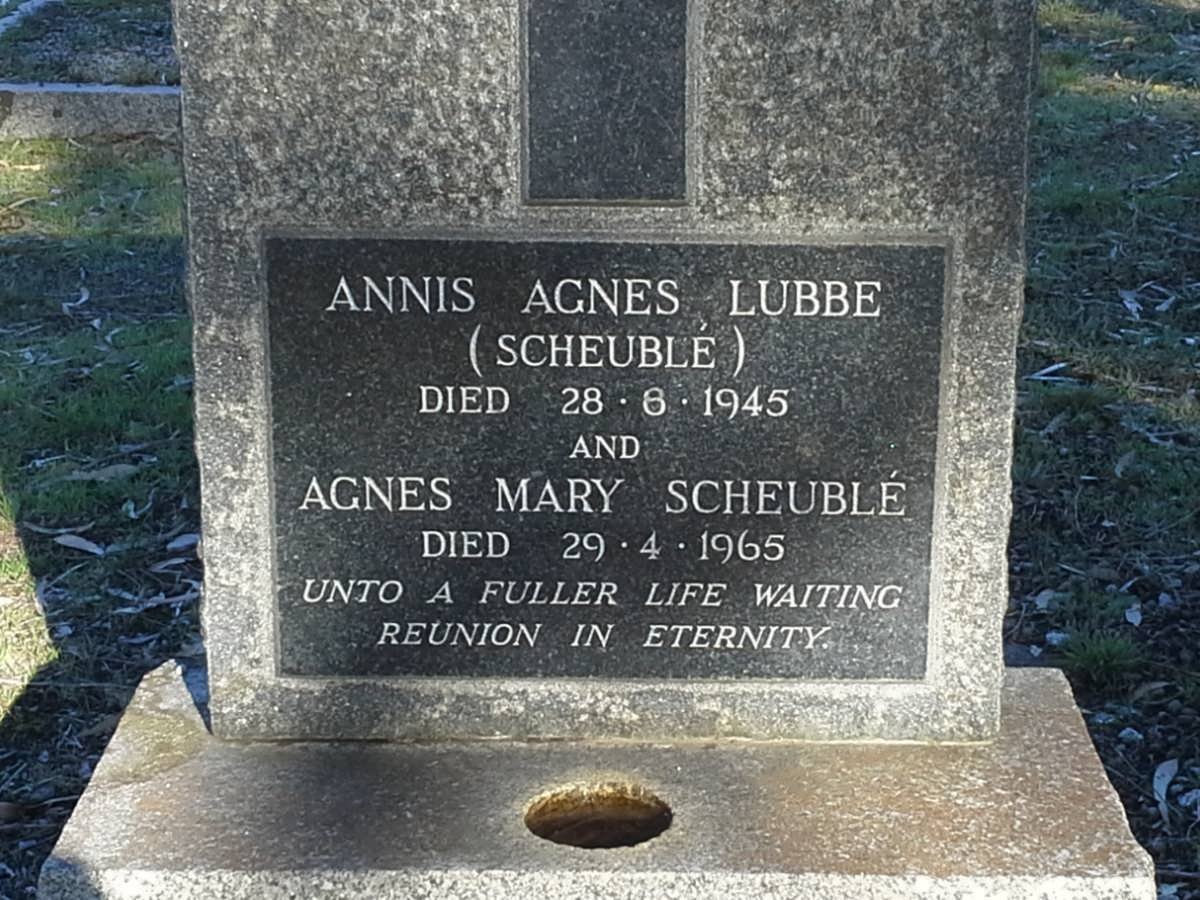 ANNIS AGNES LUBBE
(SCHEUBLÉ)
DIED 28·6·1945
AND
AGNES MARY SCHEUBLÉ
DIED 29·4·1965
UNTO A FULLER LIFE WAITING
REUNION IN ETERNITY.